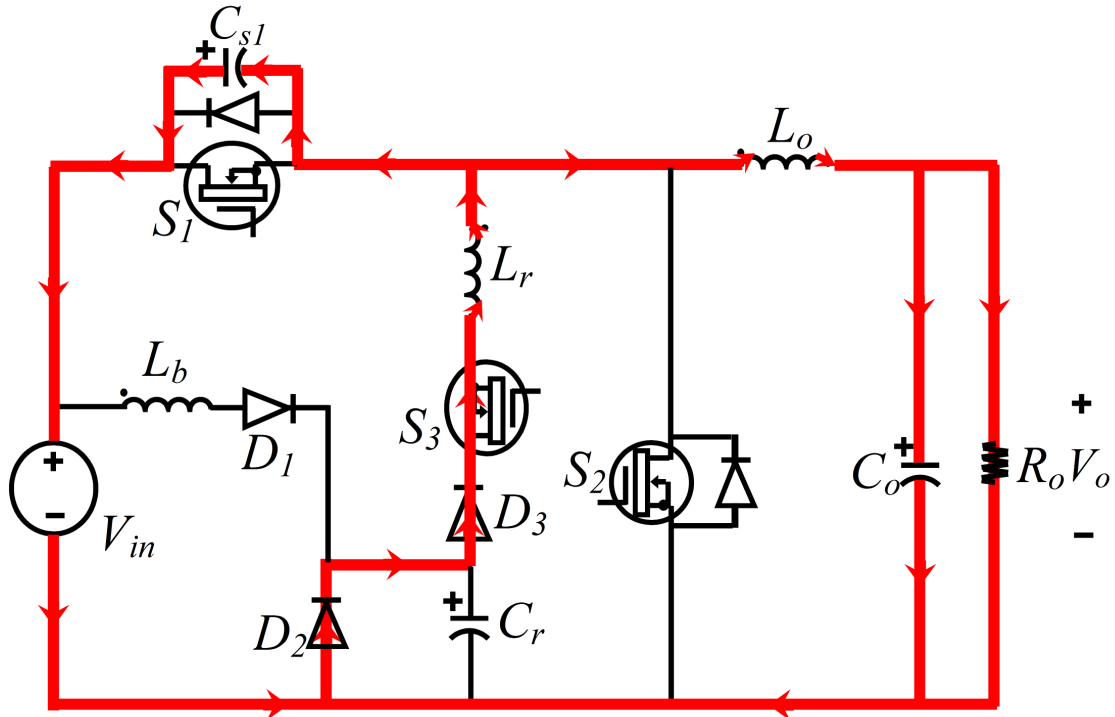 + Cs1
S1
Lo
Lr
Lb
D1
S3
S2
+ Co
Ro Vo
+
−
+
−
Vin
D3
D2
+ Cr